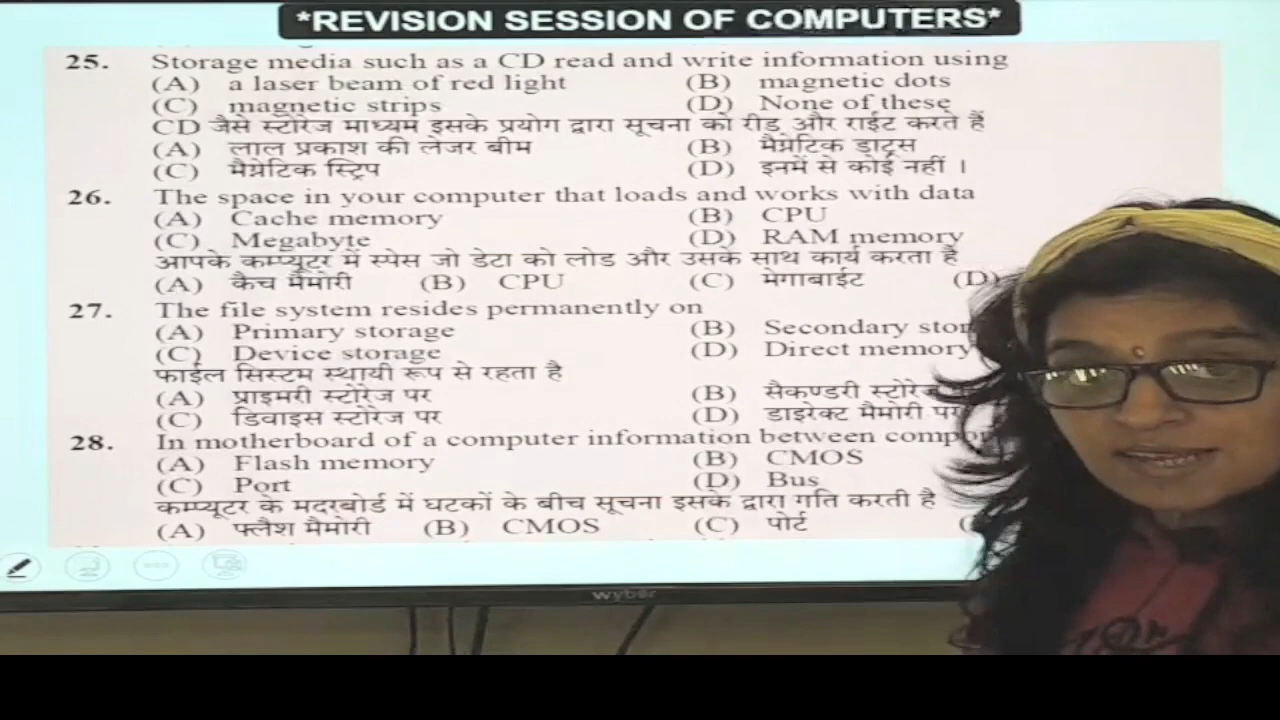 *REVISION SESSION OF COMPUTERS*
25. Storage media such as a CD read and write information using
(A) a laser beam of red light (B) magnetic dots
(C) magnetic strips (D) None of these
CD जैसे स्टोरेज माध्यम इसके प्रयोग द्वारा सूचना को रीड और राईट करते हैं
(A) लाल प्रकाश की लेजर बीम (B) मैग्नेटिक डाट्स
(C) मैग्नेटिक स्ट्रिप (D) इनमें से कोई नहीं ।
26. The space in your computer that loads and works with data
(A) Cache memory (B) CPU
(C) Megabyte (D) RAM memory
आपके कम्प्यूटर में स्पेस जो डेटा को लोड और उसके साथ कार्य करता है
(A) कैच मैमोरी (B) CPU (C) मेगाबाईट (D)
27. The file system resides permanently on
(A) Primary storage (B) Secondary
(C) Device storage (D) Direct memory
फाईल सिस्टम स्थायी रूप से रहता है
(A) प्राइमरी स्टोरेज पर (B) सैकण्डरी स्टोरेज
(C) डिवाइस स्टोरेज पर (D) डाइरेक्ट मैमोरी पर
28. In motherboard of a computer information between
(A) Flash memory (B) CMOS
(C) Port (D) Bus
कम्प्यूटर के मदरबोर्ड में घटकों के बीच सूचना इसके द्वारा गति करती है
(A) फ्लैश मैमोरी (B) CMOS (C) पोर्ट
wybor